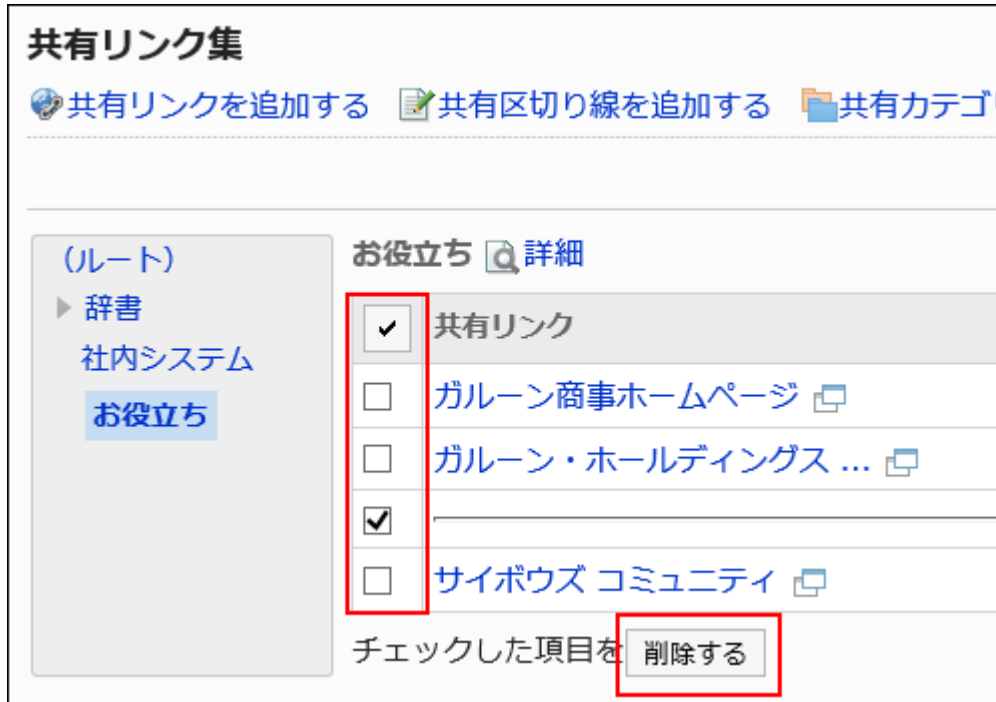 共有リンク集
共有リンクを追加する 共有区切り線を追加する 共有カテゴ
(ルート)
辞書
社内システム
お役立ち
お役立ち 詳細
共有リンク
ガルーン商事ホームページ
ガルーン・ホールディングス ...
サイボウズ コミュニティ
チェックした項目を 削除する